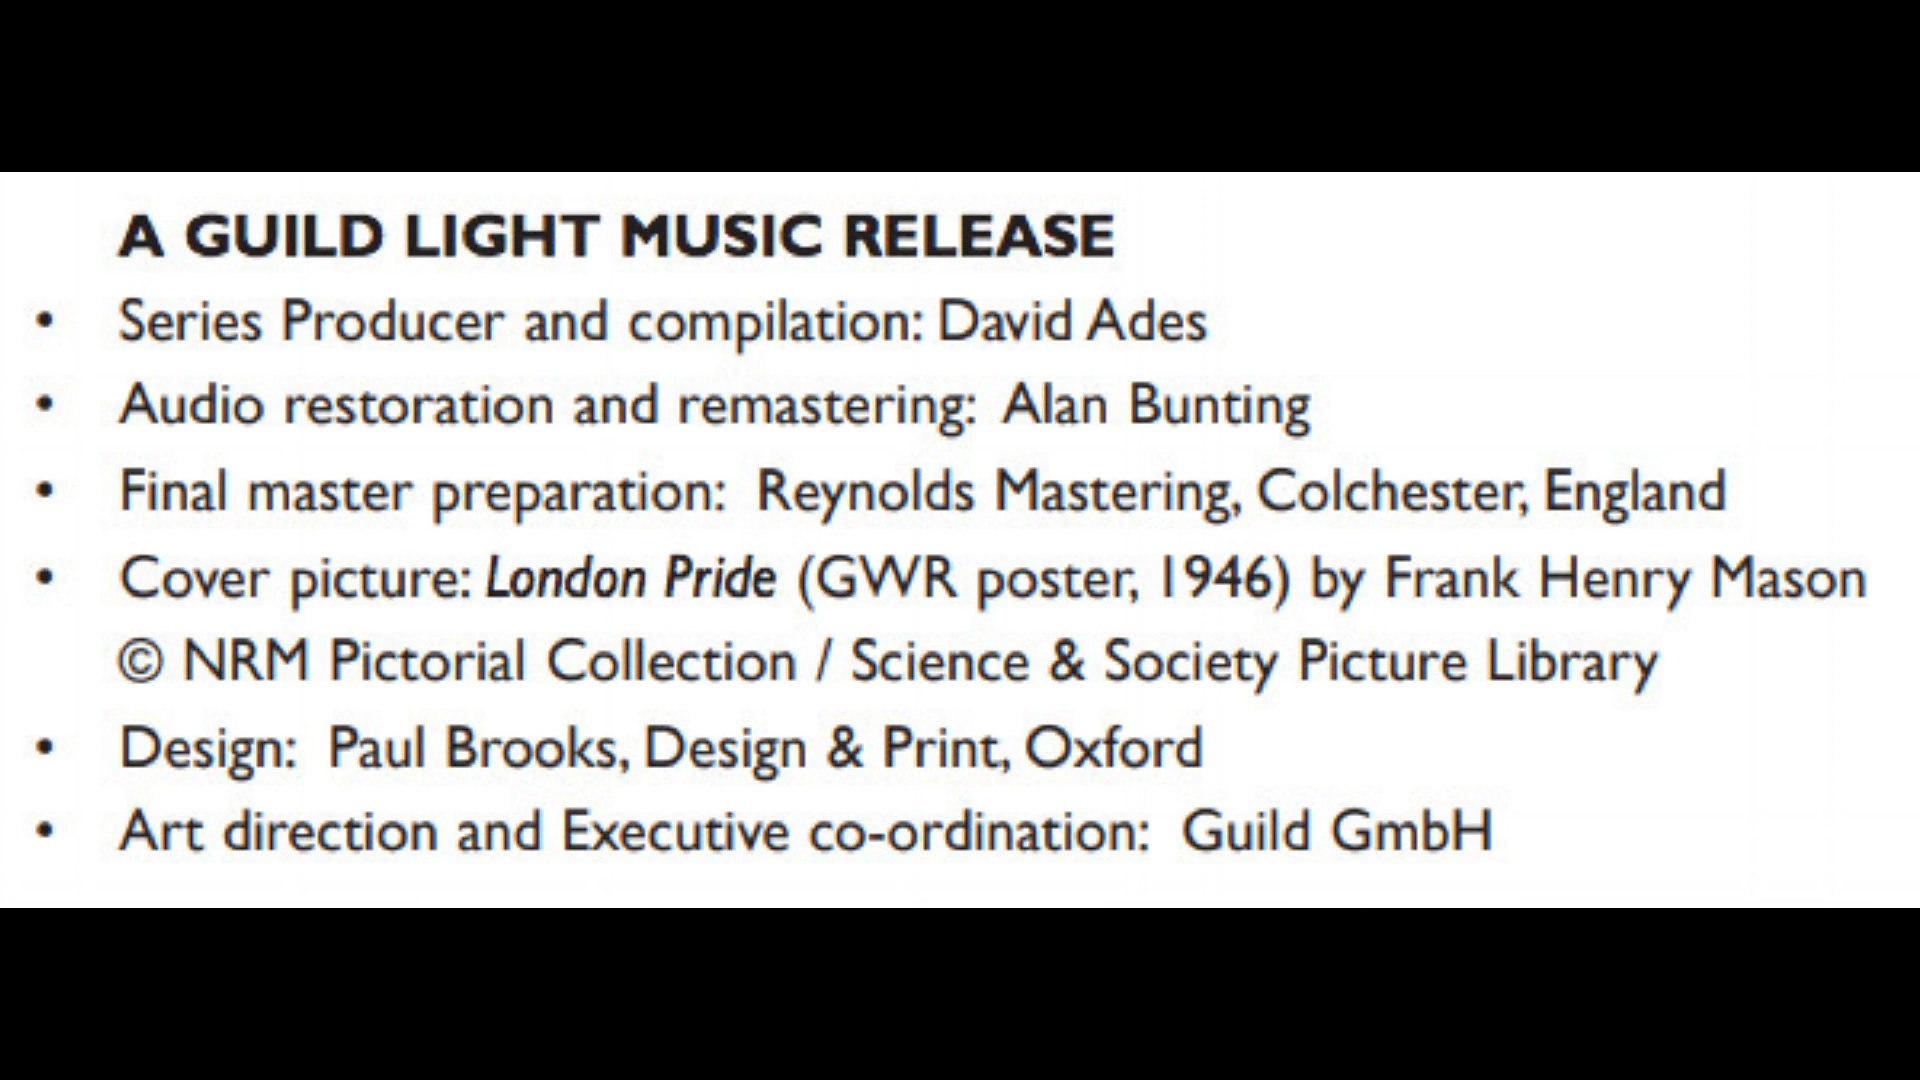 A GUILD LIGHT MUSIC RELEASE
• Series Producer and compilation: David Ades
• Audio restoration and remastering: Alan Bunting
• Final master preparation: Reynolds Mastering, Colchester, England
• Cover picture: London Pride (GWR poster, 1946) by Frank Henry Mason
© NRM Pictorial Collection / Science & Society Picture Library
• Design: Paul Brooks, Design & Print, Oxford
• Art direction and Executive co-ordination: Guild GmbH